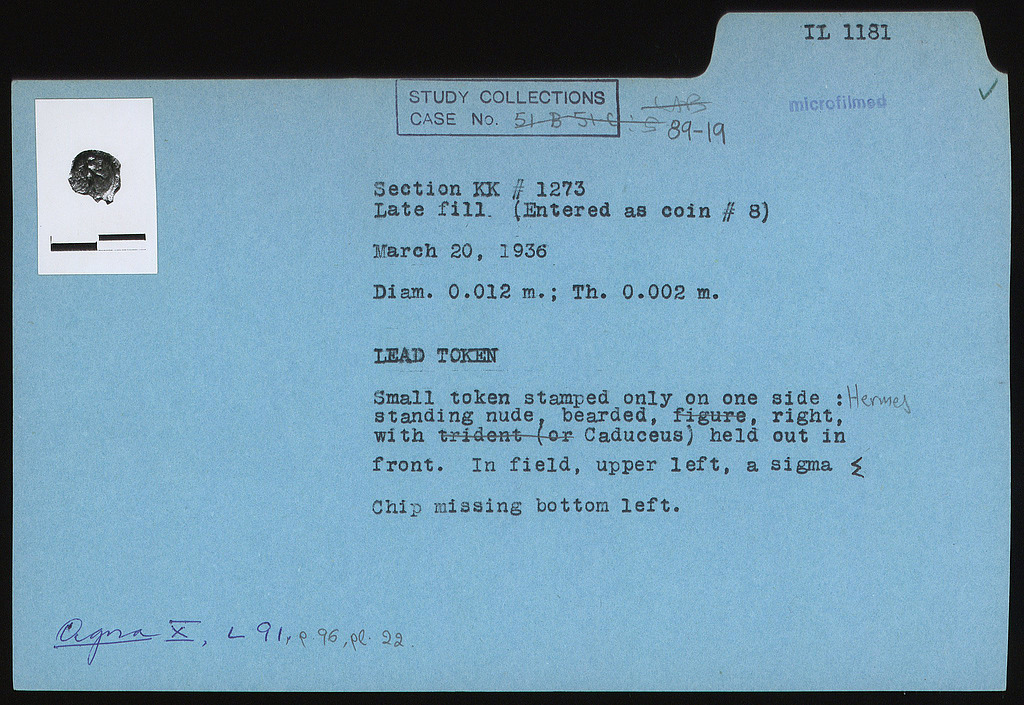 IL 1181
STUDY COLLECTIONS
CASE No. 51 B 51 C : S 89-19
LAB
microfilmed
Section KK # 1273
Late fill. (Entered as coin # 8)
March 20, 1936
Diam. 0.012 m.; Th. 0.002 m.
LEAD TOKEN
Small token stamped only on one side : Hermes
standing nude, bearded, figure, right,
with trident (or Caduceus) held out in
front. In field, upper left, a sigma Σ
Chip missing bottom left.
Agora X, L 91, p. 96, pl. 22.